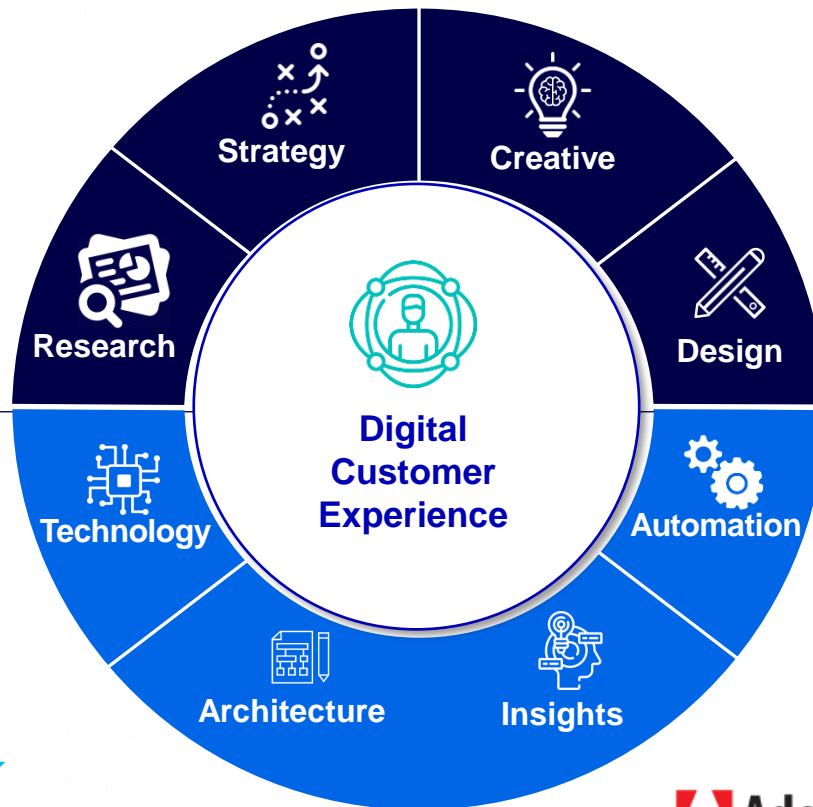 Strategy
Creative
Research
Design
Digital
Customer
Experience
Technology
Automation
Architecture
Insights